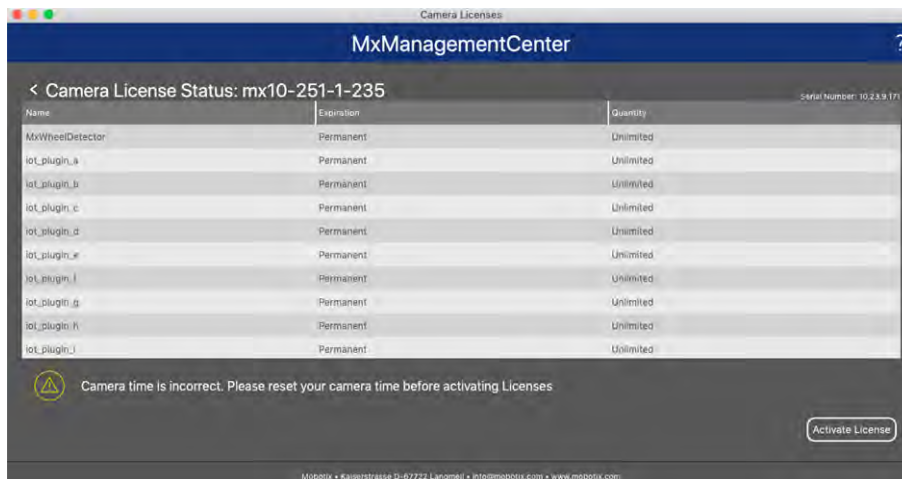 Camera Licenses
MxManagementCenter ?
< Camera License Status: mx10-251-1-235
Serial Number: 10.23.9.171
Name Expiration Quantity
MxWheelDetector Permanent Unlimited
iot_plugin_a Permanent Unlimited
iot_plugin_b Permanent Unlimited
iot_plugin_c Permanent Unlimited
iot_plugin_d Permanent Unlimited
iot_plugin_e Permanent Unlimited
iot_plugin_f Permanent Unlimited
iot_plugin_g Permanent Unlimited
iot_plugin_h Permanent Unlimited
iot_plugin_i Permanent Unlimited
Camera time is incorrect. Please reset your camera time before activating Licenses
Activate License
Mobotix • Kaiserstrasse D-67722 Langmeil • info@mobotix.com • www.mobotix.com